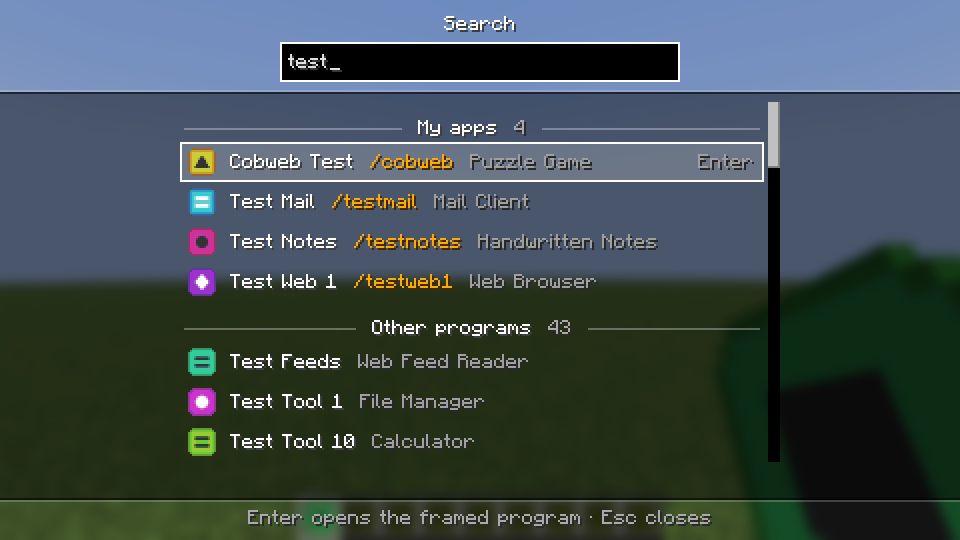 Search
test_
My apps 4
Cobweb Test /cobweb Puzzle Game Enter
Test Mail /testmail Mail Client
Test Notes /testnotes Handwritten Notes
Test Web 1 /testweb1 Web Browser
Other programs 43
Test Feeds Web Feed Reader
Test Tool 1 File Manager
Test Tool 10 Calculator
Enter opens the framed program · Esc closes